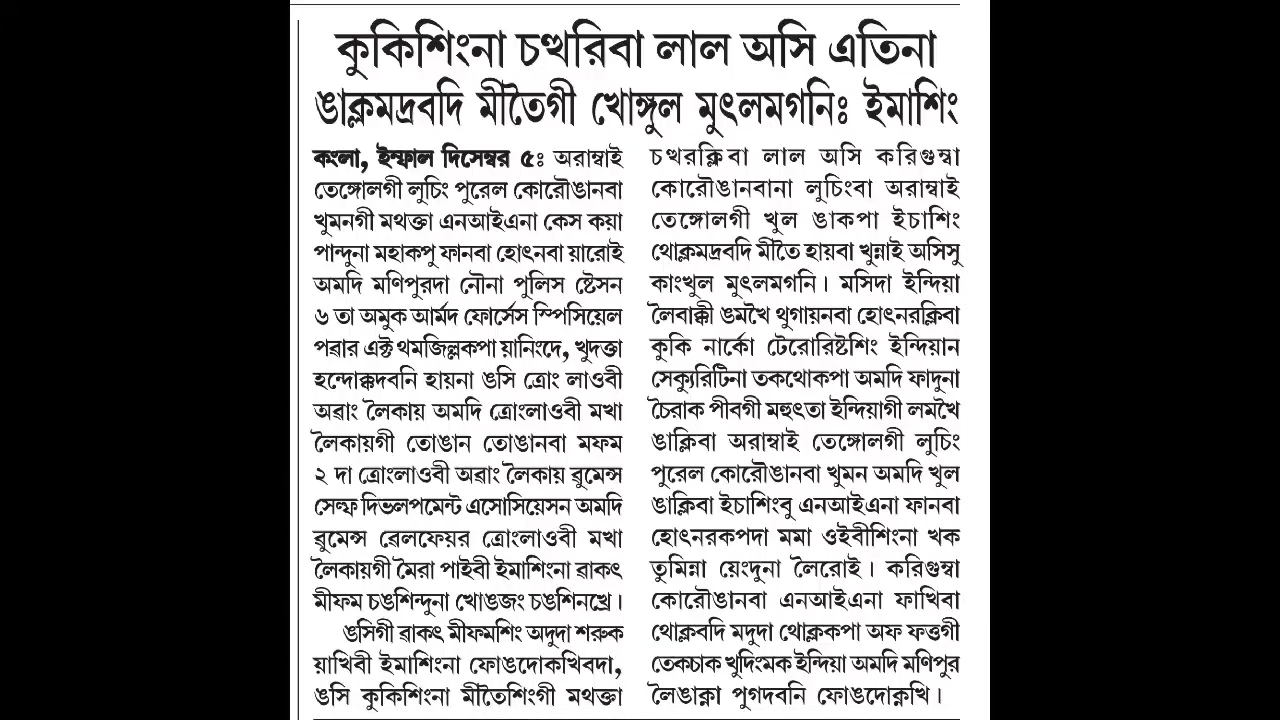 কুকিশিংনা চত্থরিবা লাল অসি এতিনা
ঙাক্লমদ্রবদি মীতৈগী খোঙ্গুল মুৎলমগনিঃ ইমাশিং
কংলা, ইম্ফাল দিসেম্বর ৫ঃ অরাম্বাই
তেঙ্গোলগী লুচিং পুরেল কোরৌঙানবা
খুমনগী মথক্তা এনআইএনা কেস কয়া
পান্দুনা মহাকপু ফানবা হোৎনবা য়ারোই
অমদি মণিপুরদা নৌনা পুলিস ষ্টেসন
৬ তা অমুক আর্মদ ফোর্সেস স্পিসিয়েল
পৱার এক্ট থমজিল্লকপা য়ানিংদে, খুদক্তা
হন্দোক্কদবনি হায়না ঙসি ত্রোং লাওবী
অৱাং লৈকায় অমদি ত্রোংলাওবী মখা
লৈকায়গী তোঙান তোঙানবা মফম
২ দা ত্রোংলাওবী অৱাং লৈকায় ৱুমেন্স
সেল্ফ দিভলপমেন্ট এসোসিয়েসন অমদি
ৱুমেন্স ৱেলফেয়র ত্রোংলাওবী মখা
লৈকায়গী মৈরা পাইবী ইমাশিংনা ৱাকৎ
মীফম চঙশিন্দুনা খোঙজং চঙশিনখ্রে।
ঙসিগী ৱাকৎ মীফমশিং অদুদা শরুক
য়াখিবী ইমাশিংনা ফোঙদোকখিবদা,
ঙসি কুকিশিংনা মীতৈশিংগী মথক্তা
চত্থরক্লিবা লাল অসি করিগুম্বা
কোরৌঙানবানা লুচিংবা অরাম্বাই
তেঙ্গোলগী খুল ঙাকপা ইচাশিং
থোক্লমদ্রবদি মীতৈ হায়বা খুন্নাই অসিসু
কাংখুল মুৎলমগনি। মসিদা ইন্দিয়া
লৈবাক্কী ঙমখৈ থুগায়নবা হোৎনরক্লিবা
কুকি নার্কো টেরোরিষ্টশিং ইন্দিয়ান
সেক্যুরিটিনা তকথোকপা অমদি ফাদুনা
চৈরাক পীবগী মহুৎতা ইন্দিয়াগী লমখৈ
ঙাক্লিবা অরাম্বাই তেঙ্গোলগী লুচিং
পুরেল কোরৌঙানবা খুমন অমদি খুল
ঙাক্লিবা ইচাশিংবু এনআইএনা ফানবা
হোৎনরকপদা মমা ওইবীশিংনা খক
তুমিন্না য়েংদুনা লৈরোই। করিগুম্বা
কোরৌঙানবা এনআইএনা ফাখিবা
থোক্লবদি মদুদা থোক্লকপা অফ ফত্তগী
তেকচাক খুদিংমক ইন্দিয়া অমদি মণিপুর
লৈঙাক্না পুগদবনি ফোঙদোক্লখি।